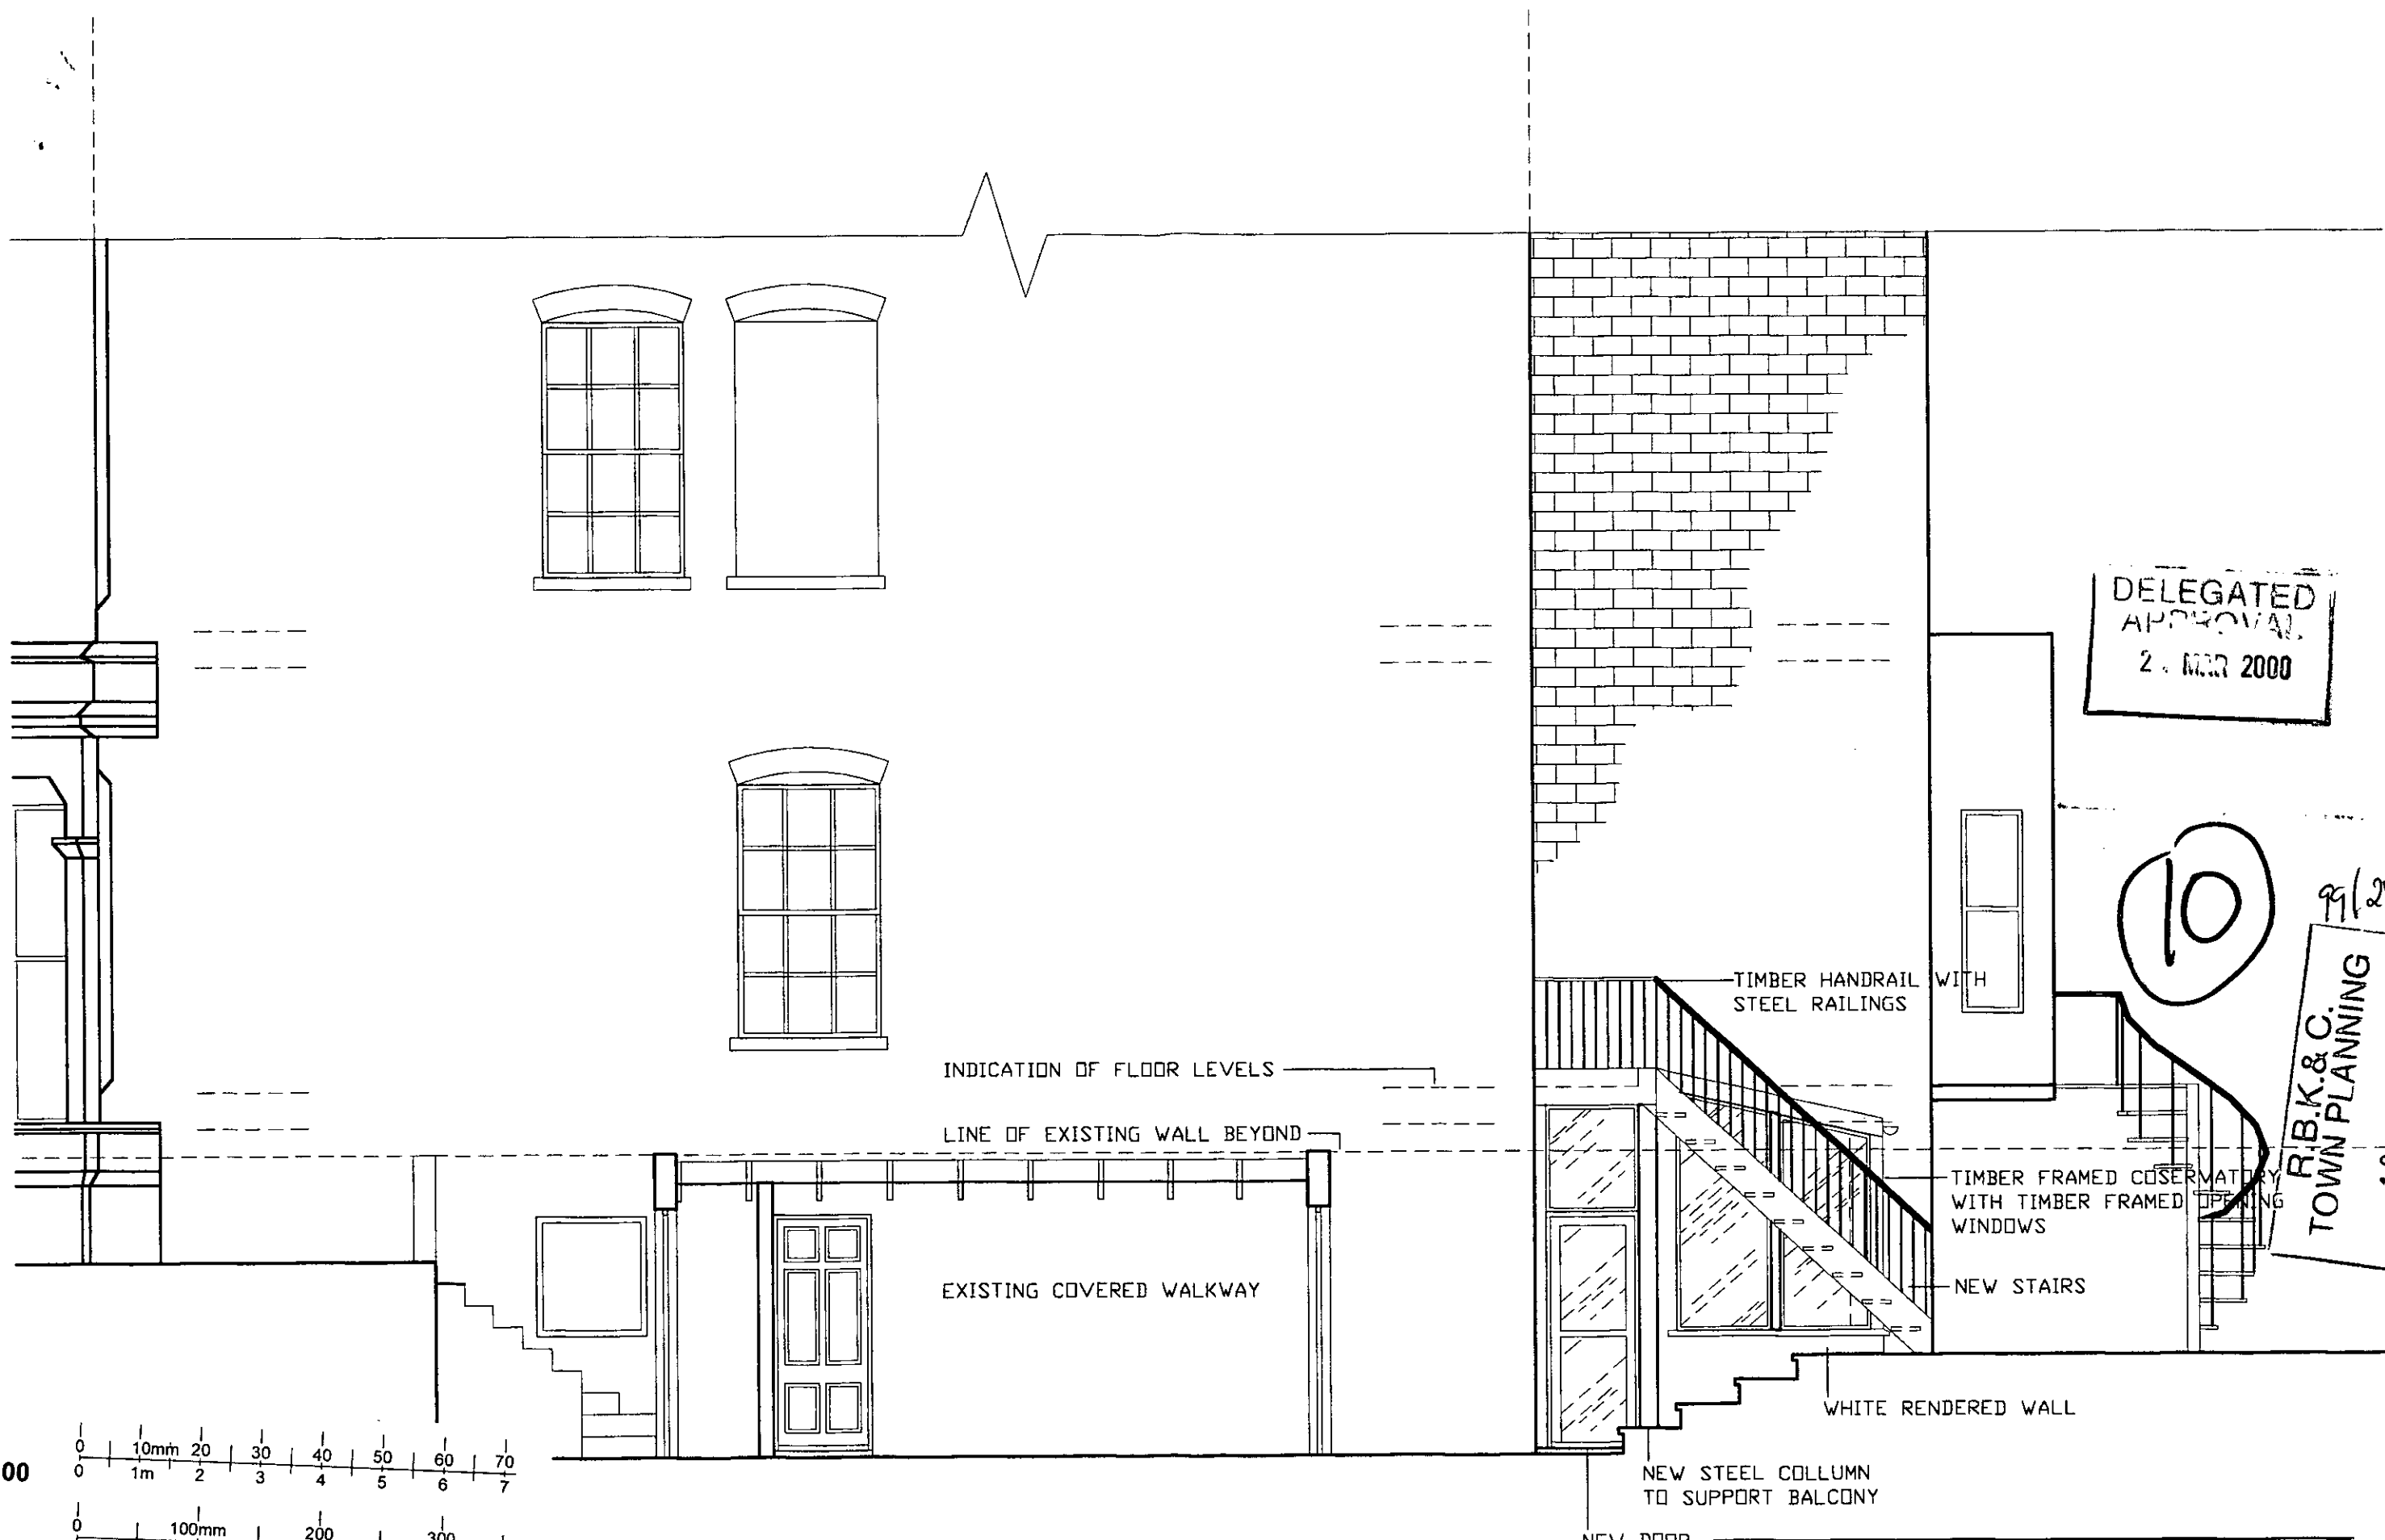 DELEGATED
APPROVAL
2. MAR 2000
10
R.B.K.& C.
TOWN PLANNING
TIMBER HANDRAIL WITH
STEEL RAILINGS
INDICATION OF FLOOR LEVELS
LINE OF EXISTING WALL BEYOND
TIMBER FRAMED COSERVATORY
WITH TIMBER FRAMED OPENING
WINDOWS
EXISTING COVERED WALKWAY
NEW STAIRS
WHITE RENDERED WALL
NEW STEEL COLLUMN
TO SUPPORT BALCONY
NEW DOOR
00
0 10mm 20 30 40 50 60 70
0 1m 2 3 4 5 6 7
0 100mm 200 300